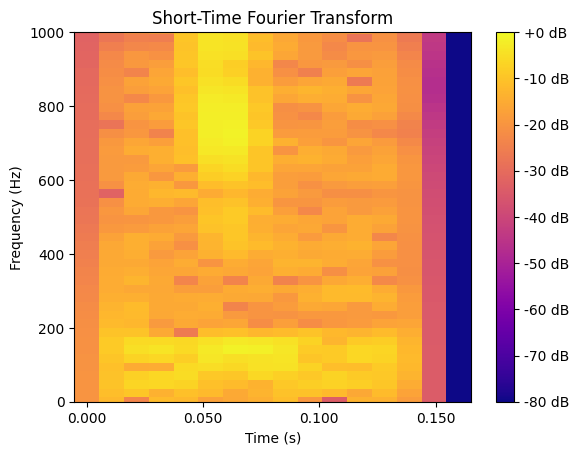 Short-Time Fourier Transform
Frequency (Hz)
1000
800
600
400
200
0
0.000
0.050
0.100
0.150
Time (s)
+0 dB
-10 dB
-20 dB
-30 dB
-40 dB
-50 dB
-60 dB
-70 dB
-80 dB